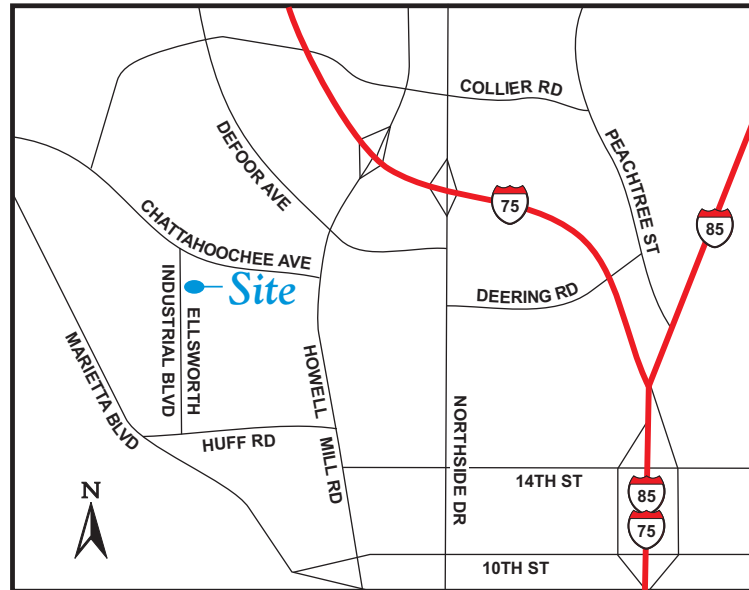 COLLIER RD
PEACHTREE ST
DEFOOR AVE
75
85
CHATTAHOOCHEE AVE
Site
DEERING RD
INDUSTRIAL BLVD
ELLSWORTH
MARIETTA BLVD
HOWELL
MILL RD
NORTHSIDE DR
HUFF RD
14TH ST
85
75
10TH ST
N